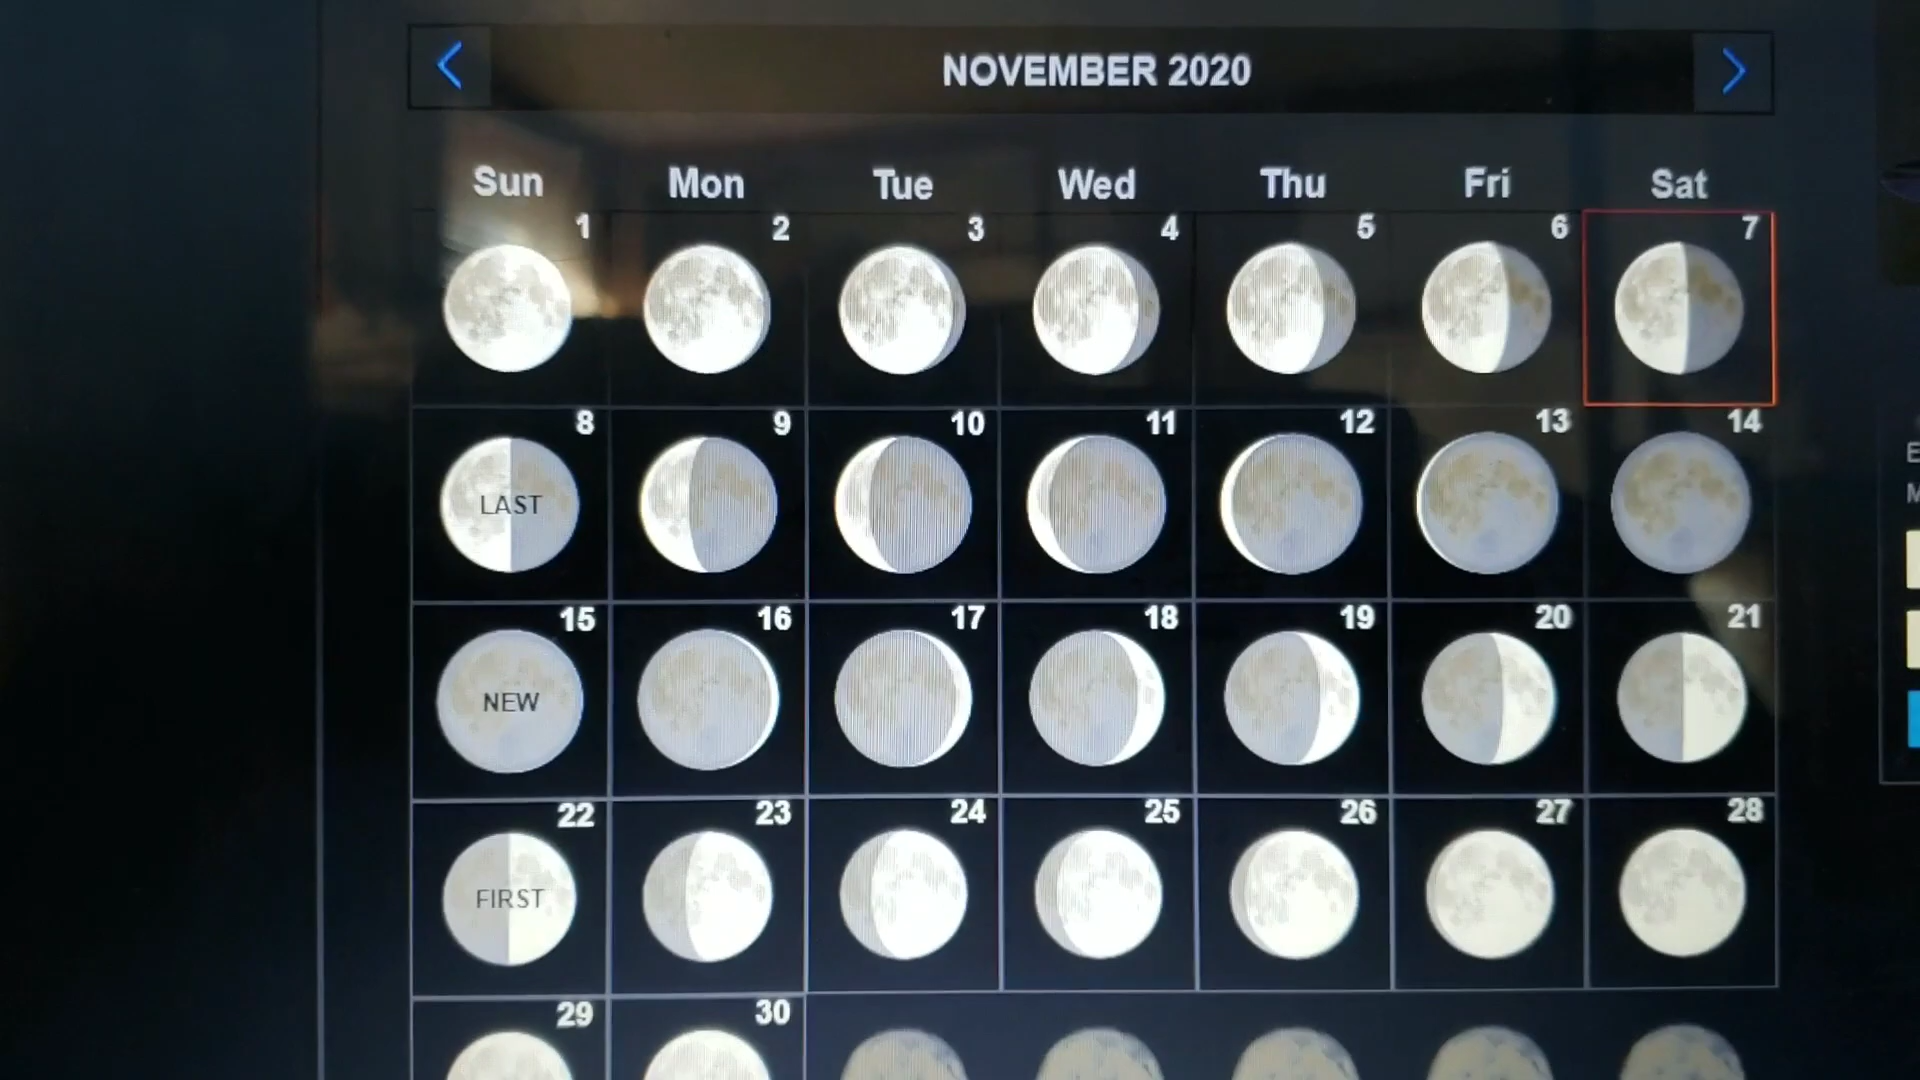 NOVEMBER 2020
Sun Mon Tue Wed Thu Fri Sat
1 2 3 4 5 6 7
8 9 10 11 12 13 14
LAST
15 16 17 18 19 20 21
NEW
22 23 24 25 26 27 28
FIRST
29 30
E
M